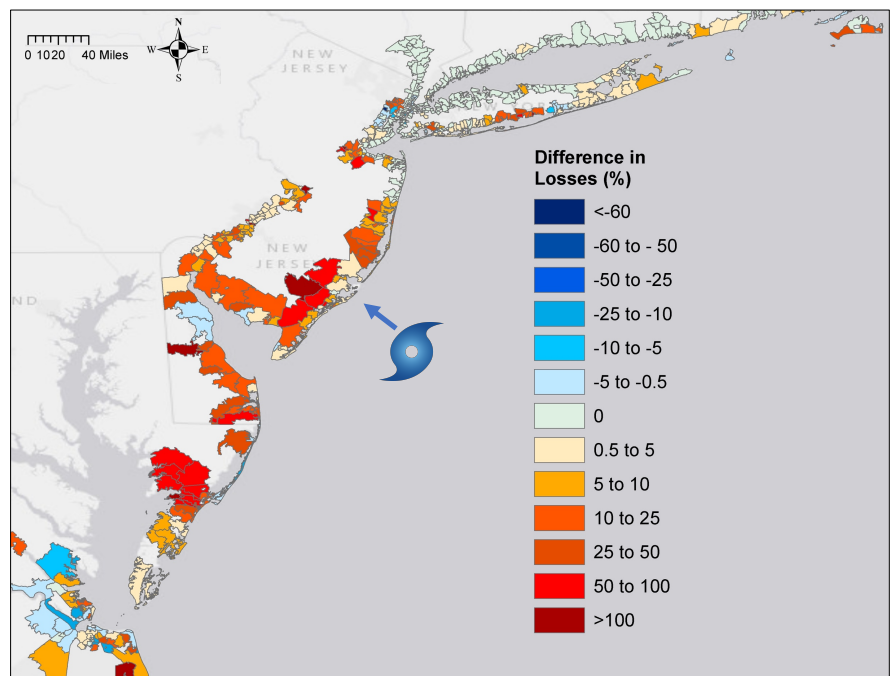 N
W E
S
0 10 20 40 Miles
NEW
JERSEY
NEW YOR
NEW
JERSEY
ND
Difference in
Losses (%)
<-60
-60 to - 50
-50 to -25
-25 to -10
-10 to -5
-5 to -0.5
0
0.5 to 5
5 to 10
10 to 25
25 to 50
50 to 100
>100